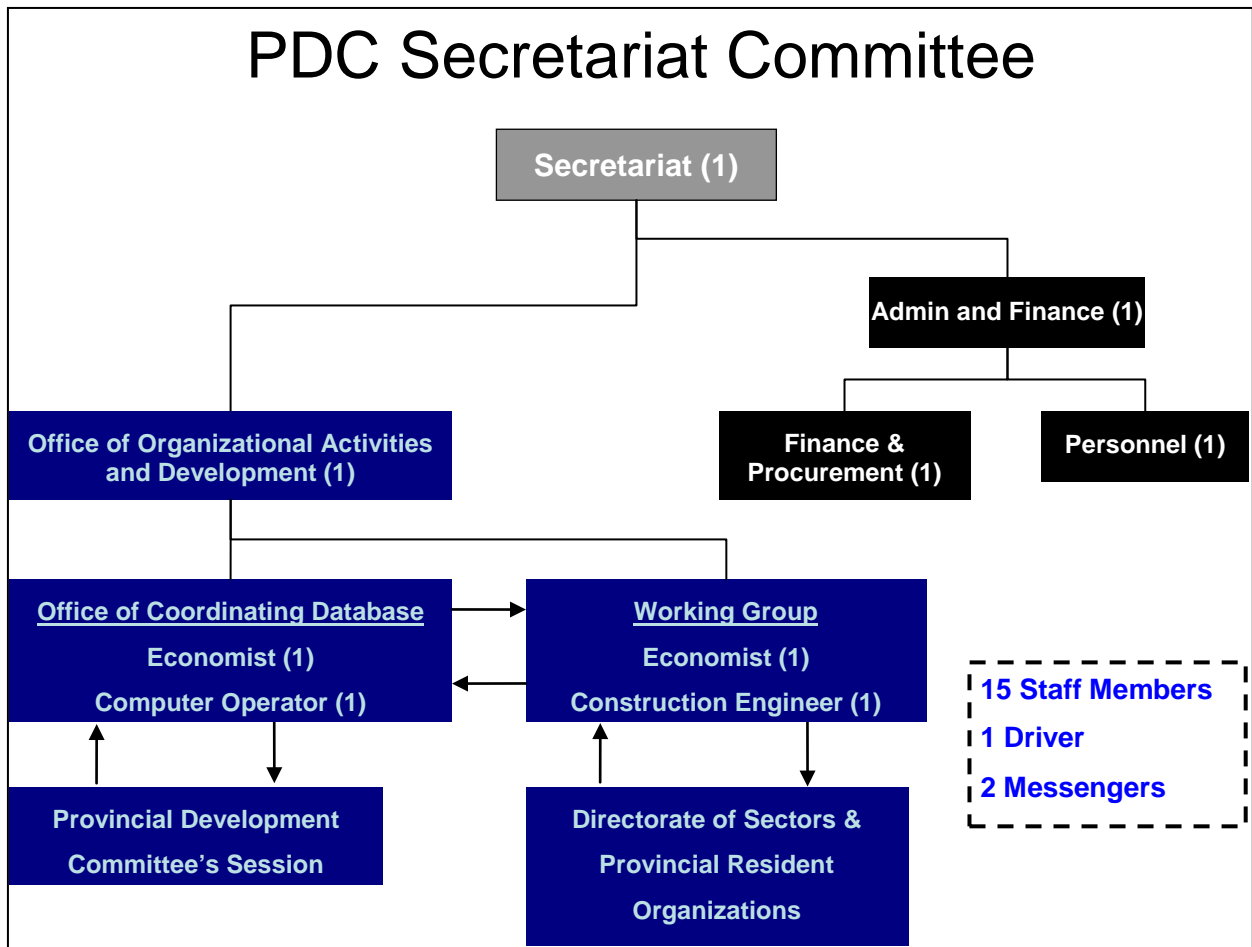 PDC Secretariat Committee
Secretariat (1)
Admin and Finance (1)
Office of Organizational Activities
and Development (1)
Finance &
Procurement (1)
Personnel (1)
Office of Coordinating Database
Economist (1)
Computer Operator (1)
Working Group
Economist (1)
Construction Engineer (1)
15 Staff Members
1 Driver
2 Messengers
Provincial Development
Committee’s Session
Directorate of Sectors &
Provincial Resident
Organizations